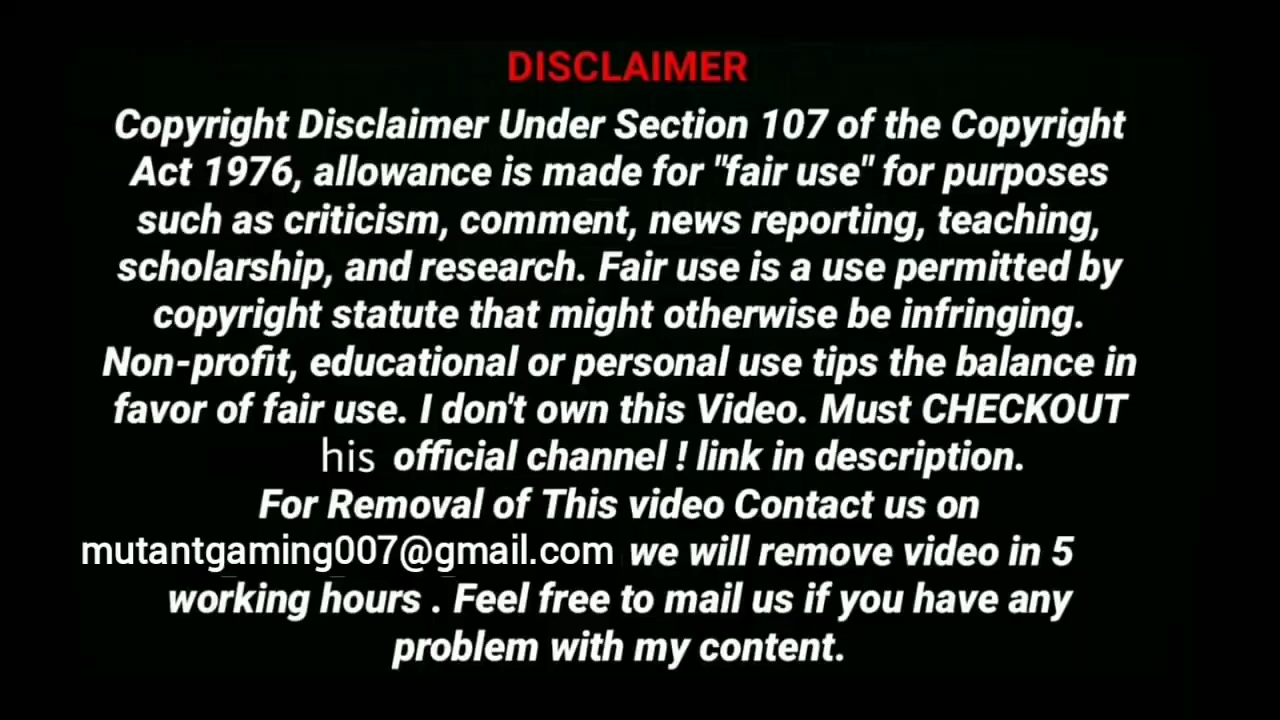 DISCLAIMER
Copyright Disclaimer Under Section 107 of the Copyright
Act 1976, allowance is made for "fair use" for purposes
such as criticism, comment, news reporting, teaching,
scholarship, and research. Fair use is a use permitted by
copyright statute that might otherwise be infringing.
Non-profit, educational or personal use tips the balance in
favor of fair use. I don't own this Video. Must CHECKOUT
his official channel ! link in description.
For Removal of This video Contact us on
mutantgaming007@gmail.com we will remove video in 5
working hours . Feel free to mail us if you have any
problem with my content.